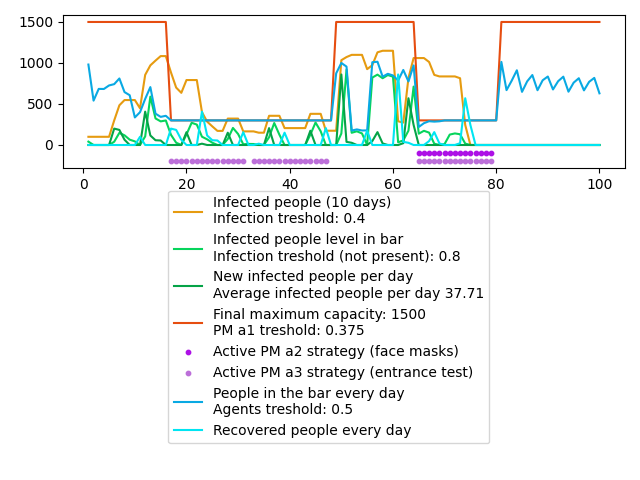 1500
1000
500
0
0
20
40
60
80
100
Infected people (10 days)
Infection treshold: 0.4
Infected people level in bar
Infection treshold (not present): 0.8
New infected people per day
Average infected people per day 37.71
Final maximum capacity: 1500
PM a1 treshold: 0.375
Active PM a2 strategy (face masks)
Active PM a3 strategy (entrance test)
People in the bar every day
Agents treshold: 0.5
Recovered people every day